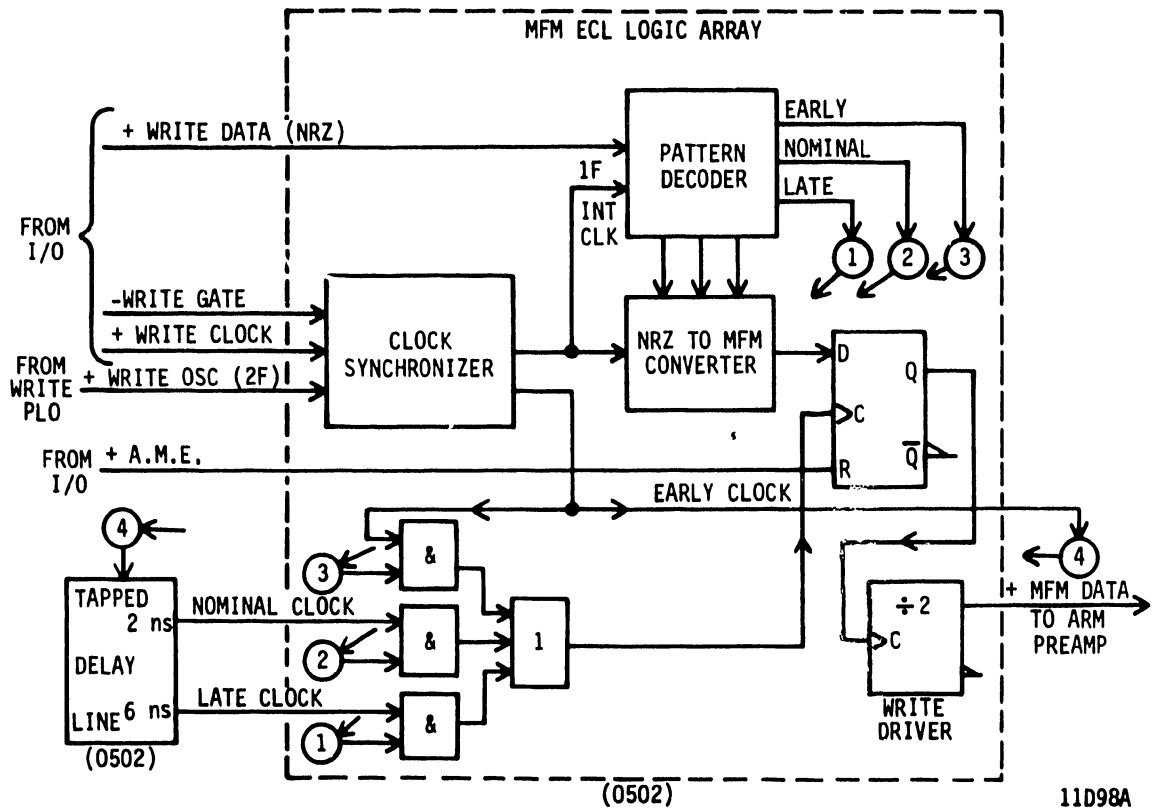 MFM ECL LOGIC ARRAY
+ WRITE DATA (NRZ)
FROM
I/O
1F
INT
CLK
PATTERN
DECODER
EARLY
NOMINAL
LATE
1
2
3
-WRITE GATE
+ WRITE CLOCK
FROM
WRITE
PLO
+ WRITE OSC (2F)
CLOCK
SYNCHRONIZER
NRZ TO MFM
CONVERTER
D
Q
C
Q
R
FROM
I/O
+ A.M.E.
EARLY CLOCK
4
4
3
&
TAPPED
2 ns
DELAY
LINE
6 ns
(0502)
NOMINAL CLOCK
2
&
1
LATE CLOCK
1
&
÷2
C
WRITE
DRIVER
+ MFM DATA
TO ARM
PREAMP
(0502)
11D98A